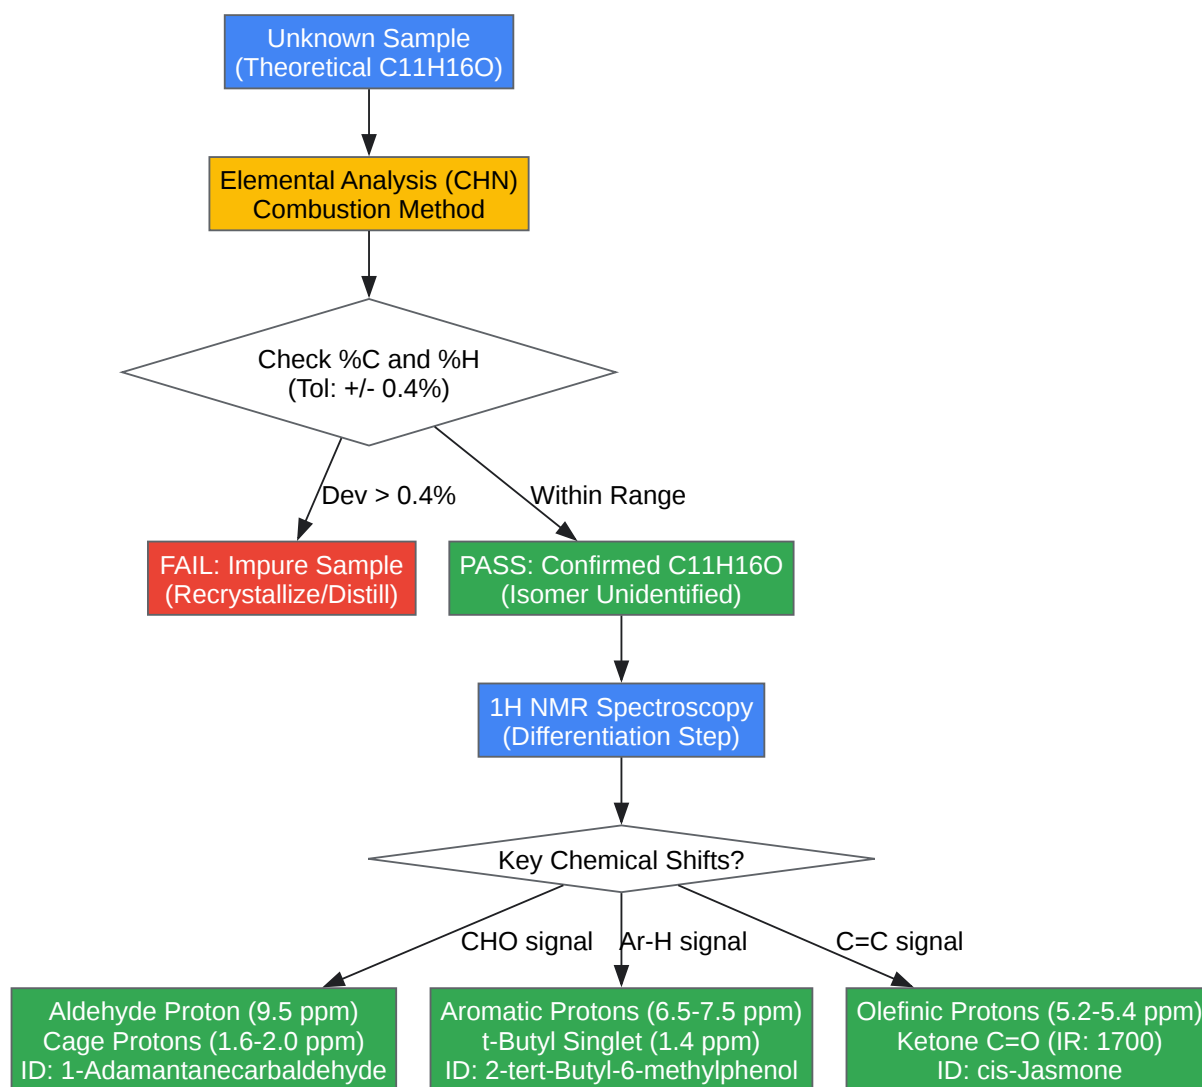 Unknown Sample
(Theoretical C11H16O)
Elemental Analysis (CHN)
Combustion Method
Check %C and %H
(Tol: +/- 0.4%)
Dev > 0.4%
Within Range
FAIL: Impure Sample
(Recrystallize/Distill)
PASS: Confirmed C11H16O
(Isomer Unidentified)
1H NMR Spectroscopy
(Differentiation Step)
Key Chemical Shifts?
CHO signal
Ar-H signal
C=C signal
Aldehyde Proton (9.5 ppm)
Cage Protons (1.6-2.0 ppm)
ID: 1-Adamantanecarbaldehyde
Aromatic Protons (6.5-7.5 ppm)
t-Butyl Singlet (1.4 ppm)
ID: 2-tert-Butyl-6-methylphenol
Olefinic Protons (5.2-5.4 ppm)
Ketone C=O (IR: 1700)
ID: cis-Jasmone